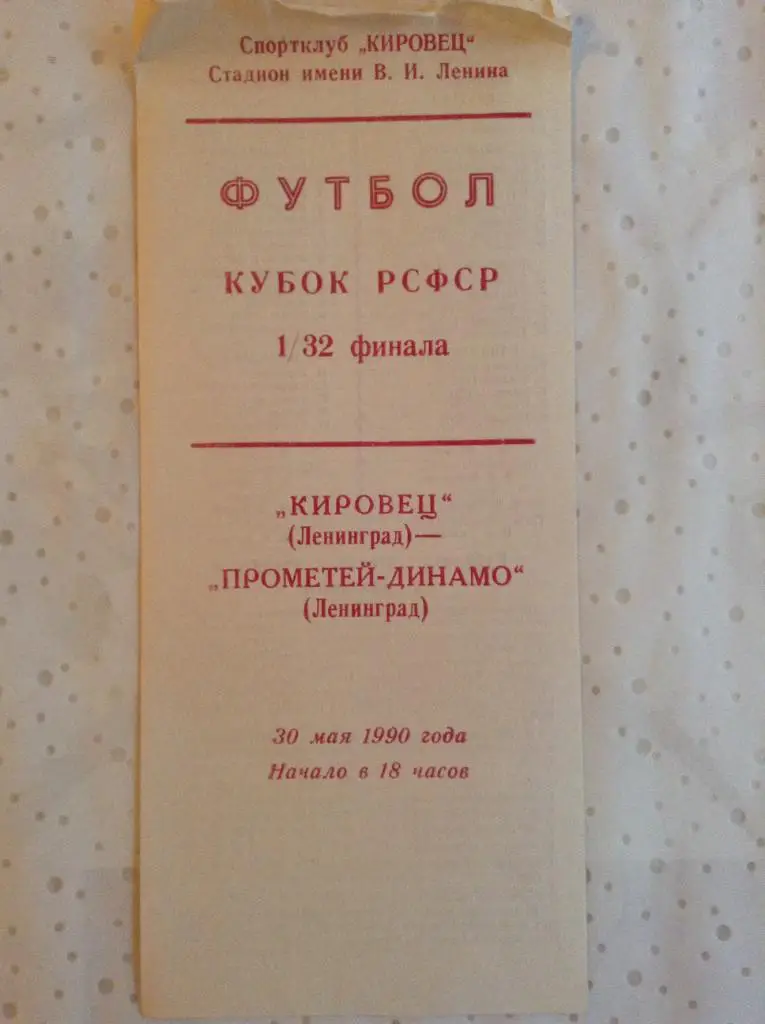 Спортклуб „КИРОВЕЦ“
Стадион имени В. И. Ленина
ФУТБОЛ
КУБОК РСФСР
1/32 финала
„КИРОВЕЦ“
(Ленинград)—
„ПРОМЕТЕЙ-ДИНАМО“
(Ленинград)
30 мая 1990 года
Начало в 18 часов